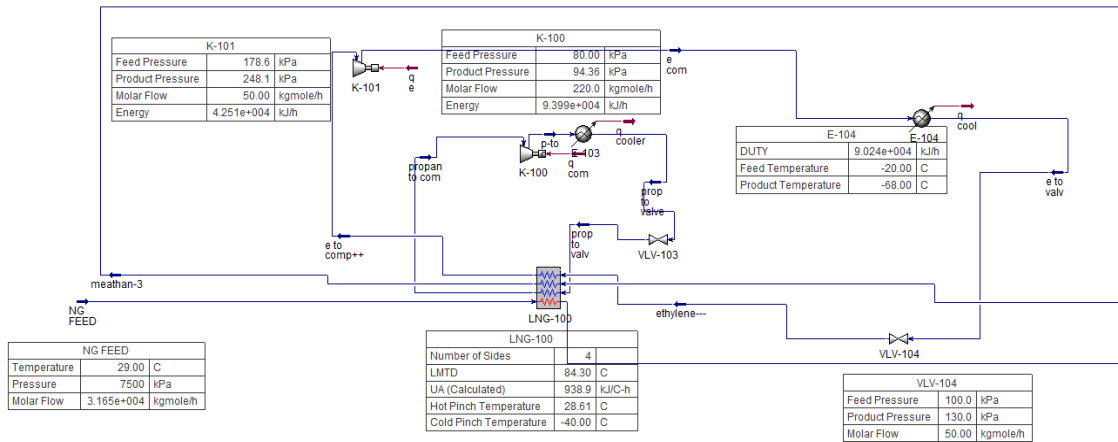 K-101
Feed Pressure 178.6 kPa
Product Pressure 248.1 kPa
Molar Flow 50.00 kgmole/h
Energy 4.251e+004 kJ/h
K-101
q
e
K-100
Feed Pressure 80.00 kPa
Product Pressure 94.36 kPa
Molar Flow 220.0 kgmole/h
Energy 9.399e+004 kJ/h
e
com
q
cool
E-104
E-104
DUTY 9.024e+004 kJ/h
Feed Temperature -20.00 C
Product Temperature -68.00 C
e to
valv
p-to
E-103
q
cooler
propan
to com
K-100
q
com
prop
to
valve
prop
to
valv
VLV-103
e to
comp++
meathan-3
NG
FEED
LNG-100
ethylene---
VLV-104
NG FEED
Temperature 29.00 C
Pressure 7500 kPa
Molar Flow 3.165e+004 kgmole/h
LNG-100
Number of Sides 4
LMTD 84.30 C
UA (Calculated) 938.9 kJ/C-h
Hot Pinch Temperature 28.61 C
Cold Pinch Temperature -40.00 C
VLV-104
Feed Pressure 100.0 kPa
Product Pressure 130.0 kPa
Molar Flow 50.00 kgmole/h